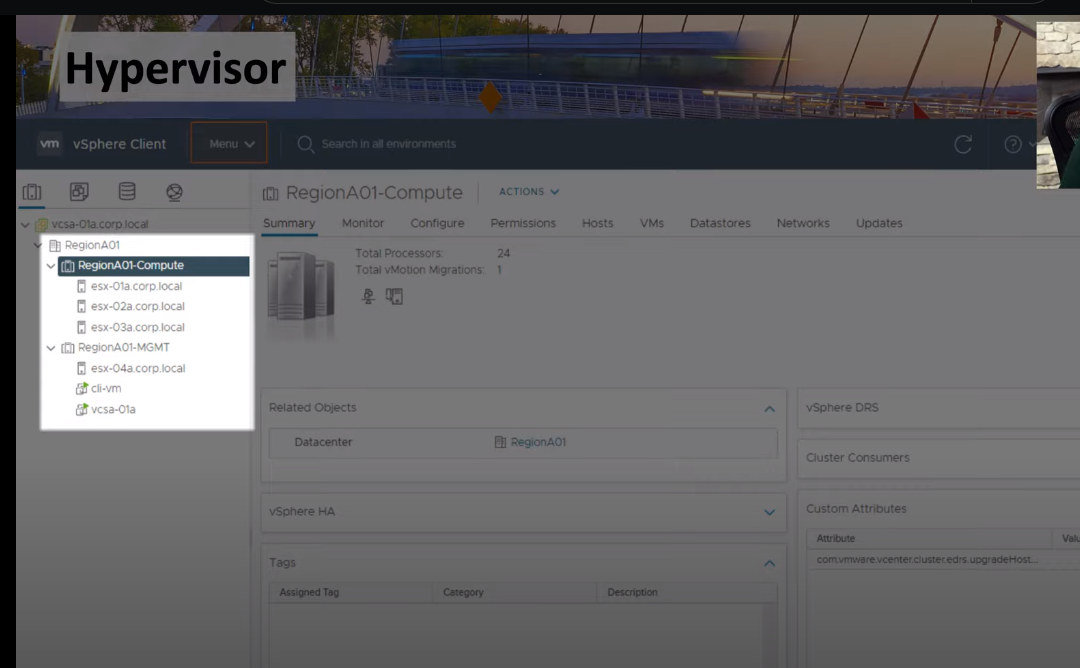 Hypervisor
vm vSphere Client Menu Search in all environments
RegionA01-Compute ACTIONS
vcsa-01a.corp.local
Summary Monitor Configure Permissions Hosts VMs Datastores Networks Updates
RegionA01
RegionA01-Compute
esx-01a.corp.local
esx-02a.corp.local
esx-03a.corp.local
RegionA01-MGMT
esx-04a.corp.local
cli-vm
vcsa-01a
Total Processors: 24
Total vMotion Migrations: 1
Related Objects
Datacenter RegionA01
vSphere HA
Tags
Assigned Tag Category Description
vSphere DRS
Cluster Consumers
Custom Attributes
Attribute
com.vmware.vcenter.cluster.edrs.upgradeHost...